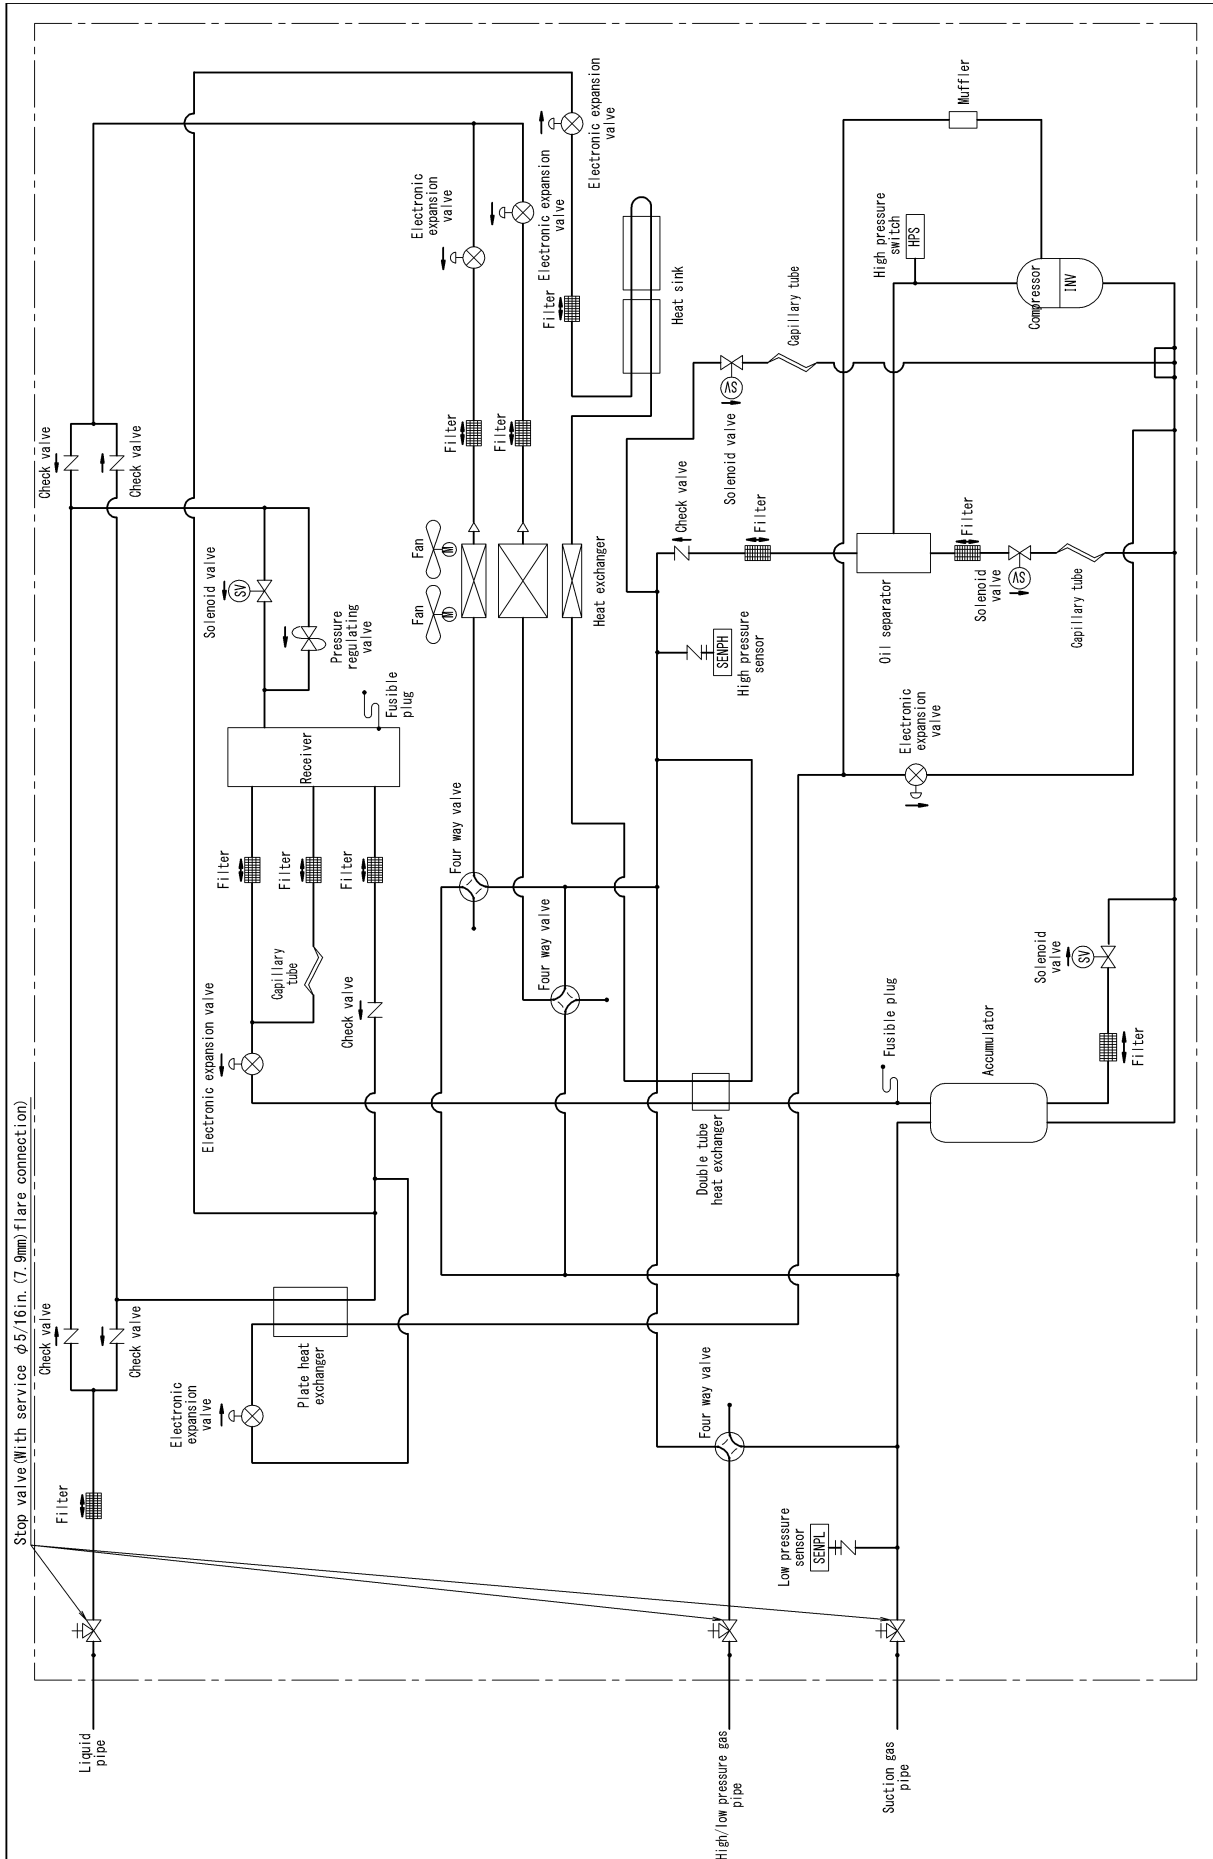 Stop valve(With service φ5/16in.(7.9mm)flare connection)
Liquid
pipe
Filter
Check valve
Check valve
Check valve
Check valve
Solenoid valve
SV
Pressure
regulating
valve
Fusible
plug
Receiver
Filter
Filter
Filter
Capillary
tube
Check valve
Electronic expansion valve
Plate heat
exchanger
Electronic
expansion
valve
Electronic
expansion
valve
Electronic expansion
valve
Electronic expansion
valve
Filter
Filter
Filter
Fan
M
Fan
M
Heat exchanger
Heat sink
Four way valve
Four way valve
Four way valve
Double tube
heat exchanger
High pressure
sensor
SENPH
Check valve
Filter
Solenoid valve
SV
Capillary tube
Oil separator
Filter
Solenoid
valve
SV
Capillary tube
High pressure
switch
HPS
Compressor
INV
Muffler
Electronic
expansion
valve
Fusible plug
Accumulator
Solenoid
valve
SV
Filter
Low pressure
sensor
SENPL
High/low pressure gas
pipe
Suction gas
pipe